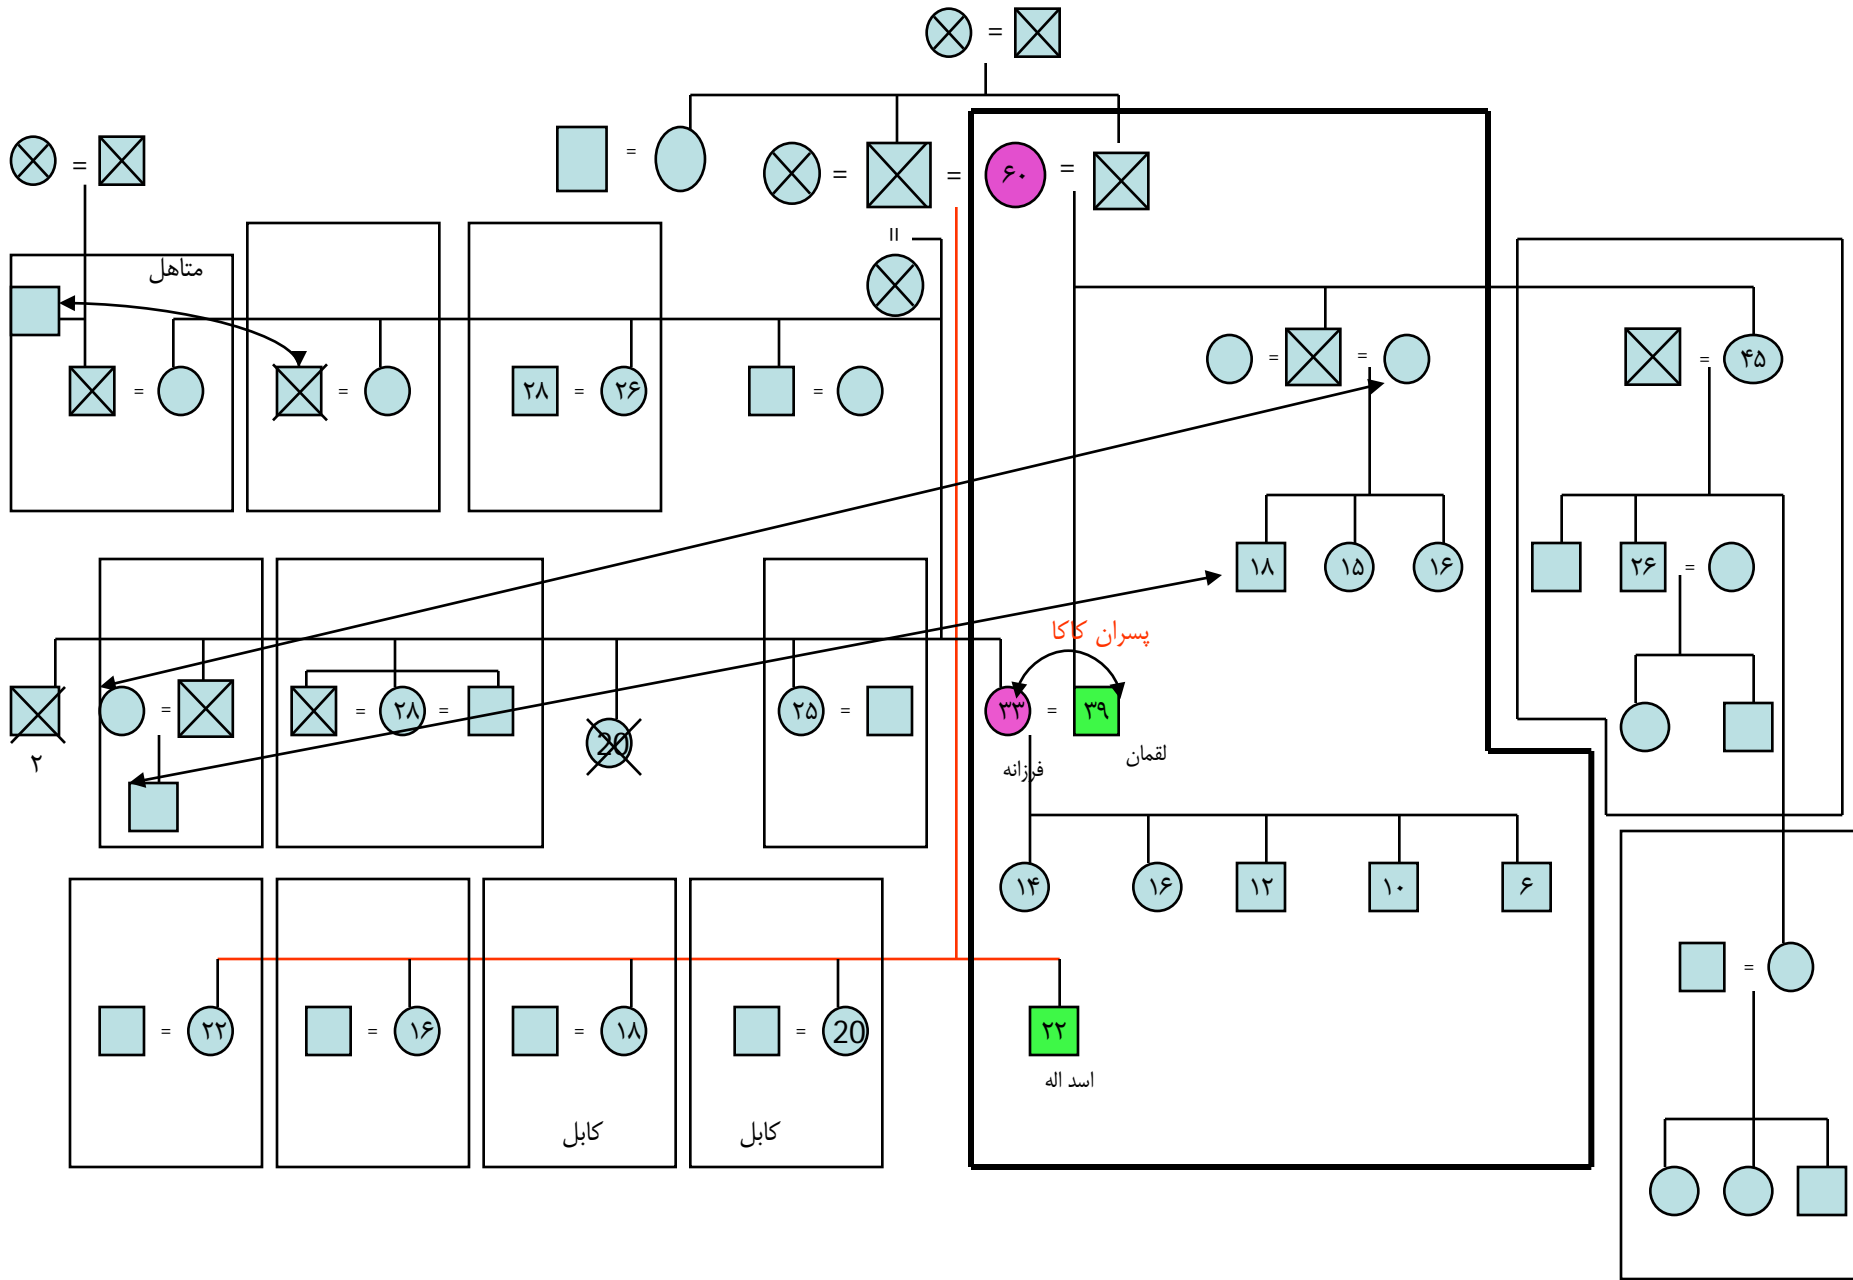 =
= = = ۶۰ =
=
متاهل
= = ۴۵
= = ۲۸ = ۲۶ =
۱۸ ۱۵ ۱۶ ۲۶ =
پسران کاکا
= = ۲۸ = ۲۵ = ۳۳ = ۳۹
20
۲ فرزانه لقمان
۱۴ ۱۶ ۱۲ ۱۰ ۶
=
= ۲۲ = ۱۶ = ۱۸ = 20 ۲۲
اسد اله
کابل کابل